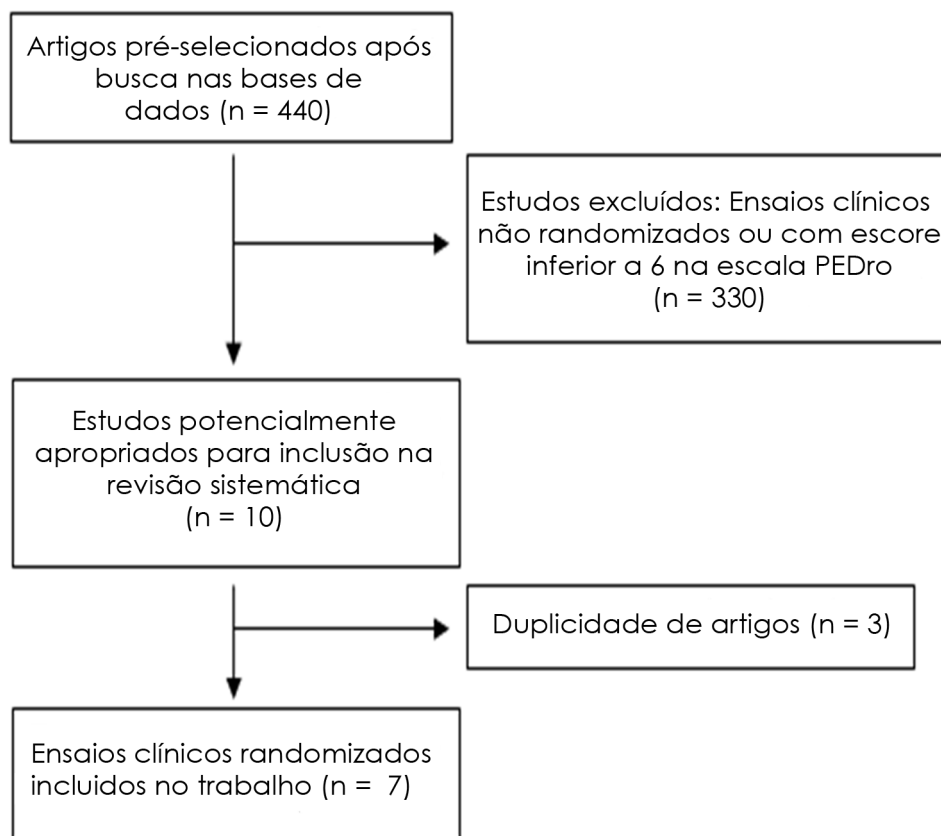 Artigos pré-selecionados após
busca nas bases de
dados (n = 440)
Estudos excluídos: Ensaios clínicos
não randomizados ou com escore
inferior a 6 na escala PEDro
(n = 330)
Estudos potencialmente
apropriados para inclusão na
revisão sistemática
(n = 10)
Duplicidade de artigos (n = 3)
Ensaios clínicos randomizados
incluidos no trabalho (n = 7)